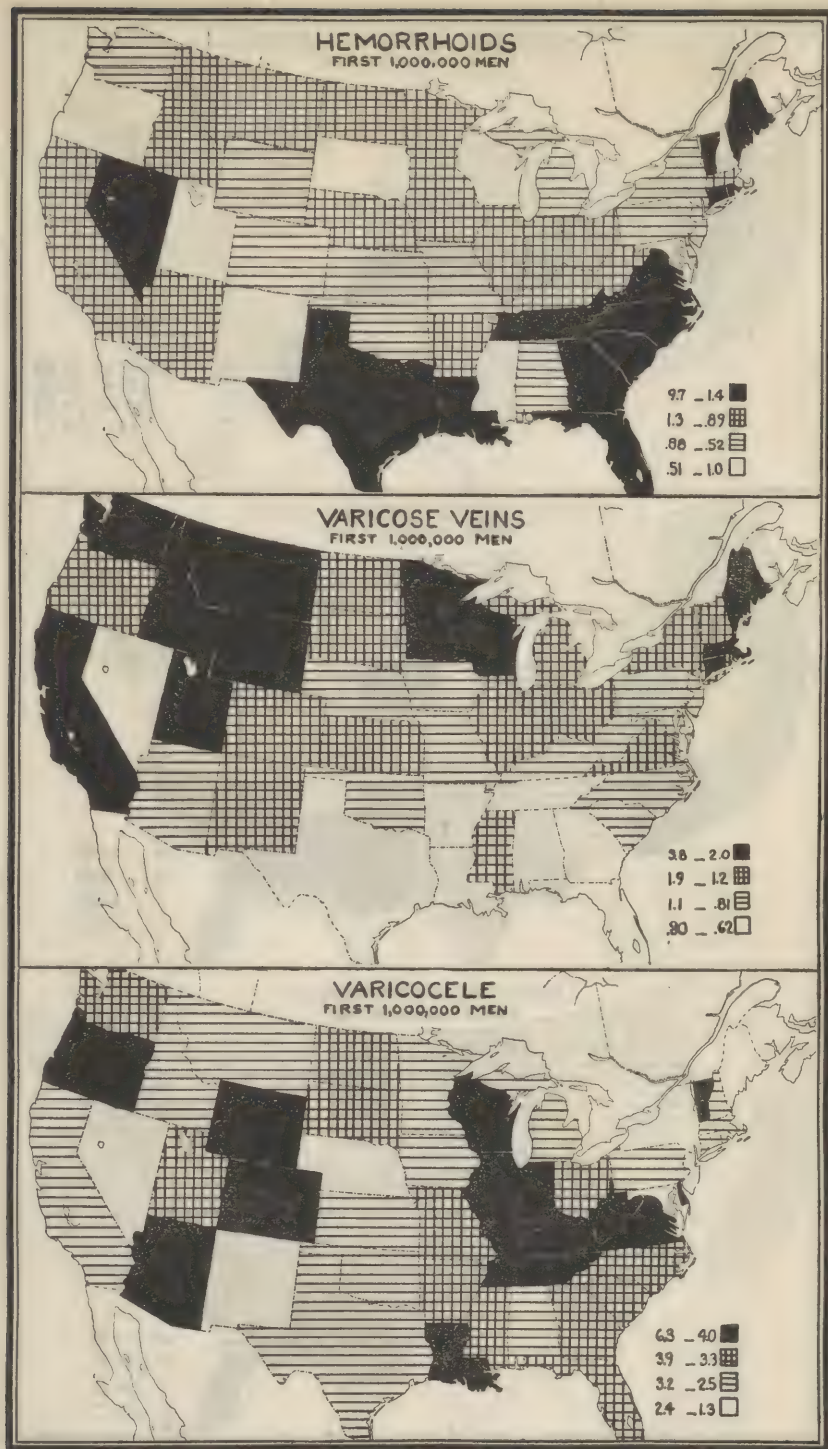 HEMORRHOIDS
FIRST 1,000,000 MEN
9.7 _ 1.4
1.3 _ .89
.88 _ .52
.51 _ 1.0
VARICOSE VEINS
FIRST 1,000,000 MEN
o
3.8 _ 2.0
1.9 _ 1.2
1.1 _ .81
.80 _ .62
VARICOCELE
FIRST 1,000,000 MEN
o
6.3 _ 4.0
3.9 _ 3.3
3.2 _ 2.5
2.4 _ 1.3